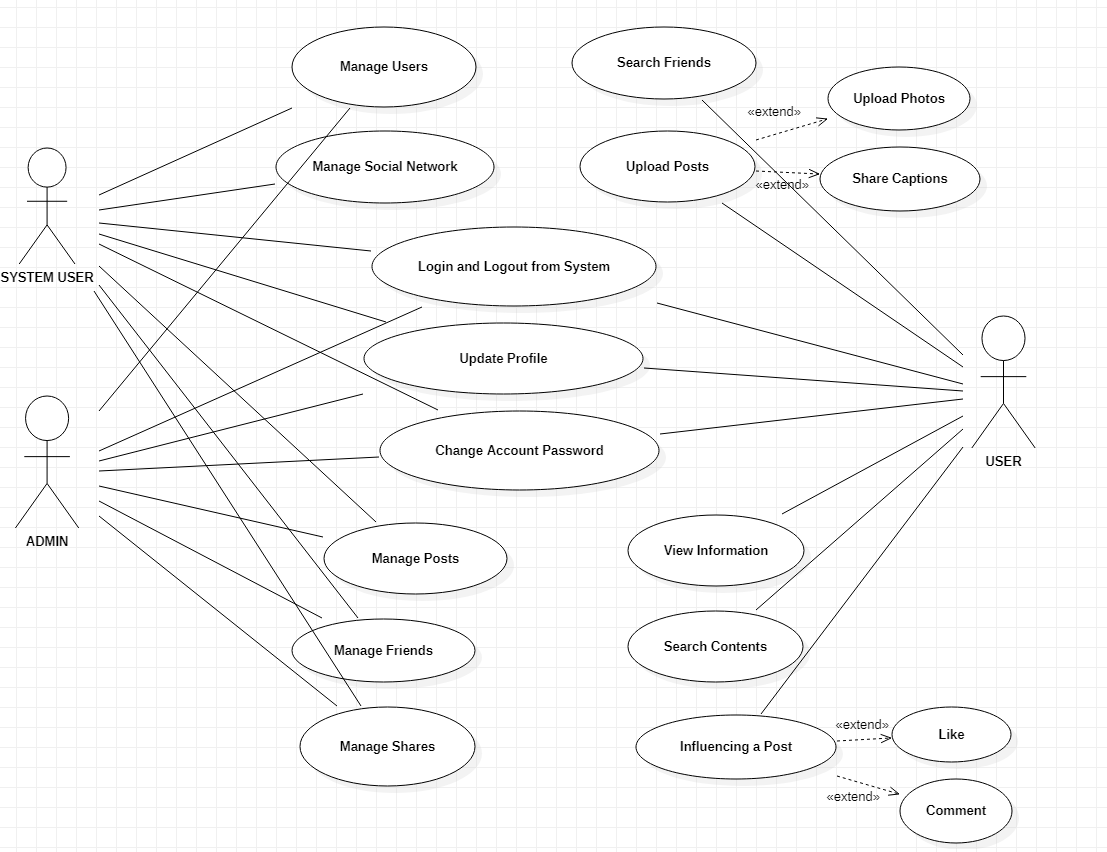 Manage Users
Search Friends
Upload Photos
«extend»
Manage Social Network
Upload Posts
Share Captions
«extend»
SYSTEM USER
Login and Logout from System
Update Profile
Change Account Password
USER
ADMIN
Manage Posts
View Information
Manage Friends
Search Contents
Manage Shares
Influencing a Post
«extend»
Like
«extend»
Comment